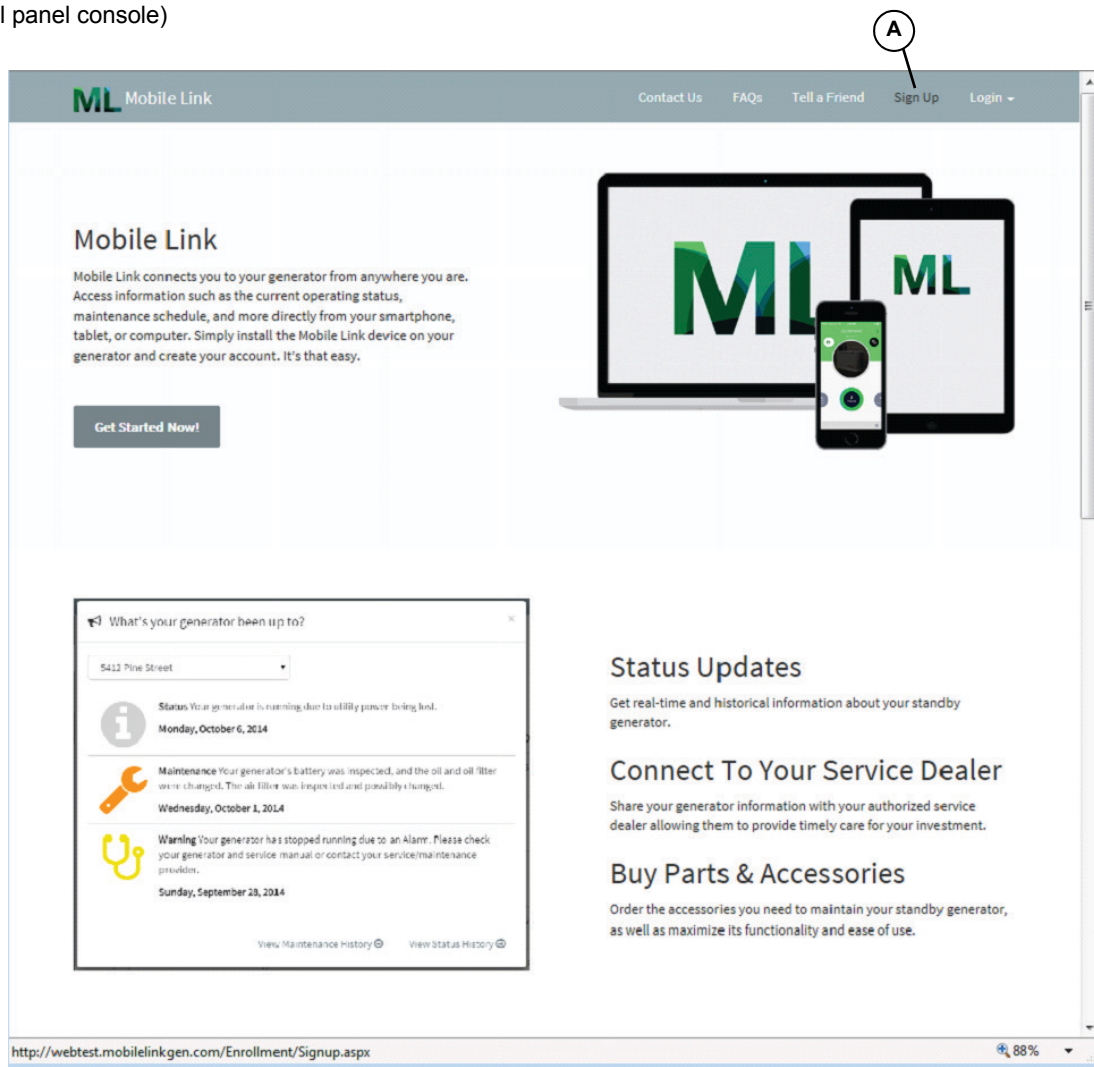 l panel console)
A
ML Mobile Link
Contact Us FAQs Tell a Friend Sign Up Login
Mobile Link
Mobile Link connects you to your generator from anywhere you are.
Access information such as the current operating status,
maintenance schedule, and more directly from your smartphone,
tablet, or computer. Simply install the Mobile Link device on your
generator and create your account. It's that easy.
Get Started Now!
ML
ML
What's your generator been up to?
5412 Pine Street
Status Your generator is running due to utility power being lost.
Monday, October 6, 2014
Maintenance Your generator's battery was inspected, and the oil and oil filter
were changed. The air filter was inspected and possibly changed.
Wednesday, October 1, 2014
Warning Your generator has stopped running due to an Alarm. Please check
your generator and service manual or contact your service/maintenance
provider.
Sunday, September 28, 2014
View Maintenance History View Status History
Status Updates
Get real-time and historical information about your standby
generator.
Connect To Your Service Dealer
Share your generator information with your authorized service
dealer allowing them to provide timely care for your investment.
Buy Parts & Accessories
Order the accessories you need to maintain your standby generator,
as well as maximize its functionality and ease of use.
http://webtest.mobilelinkgen.com/Enrollment/Signup.aspx
88%